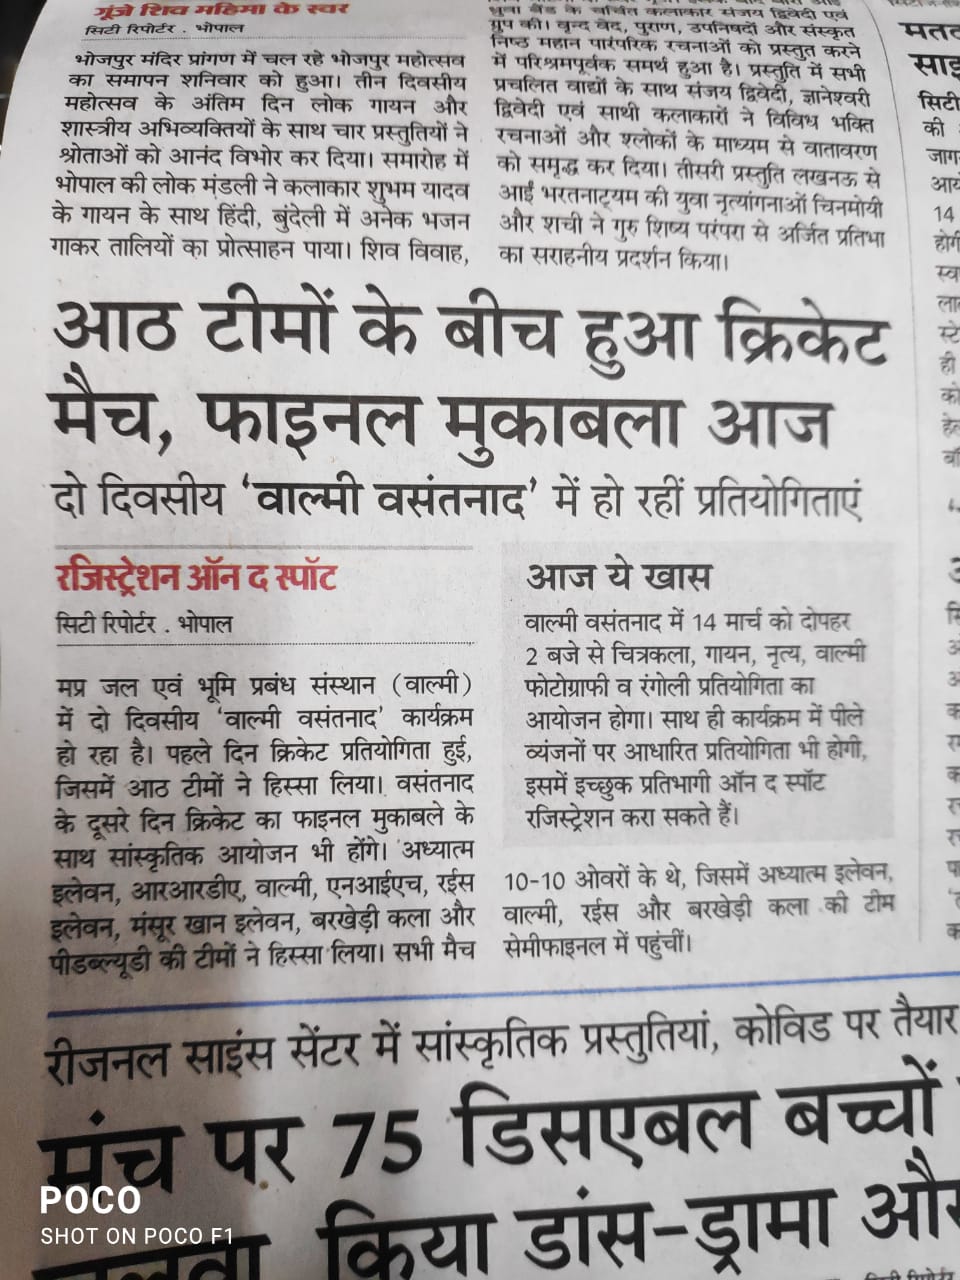 गूंजे शिव महिमा के स्वर
सिटी रिपोर्टर . भोपाल
भोजपुर मंदिर प्रांगण में चल रहे भोजपुर महोत्सव
का समापन शनिवार को हुआ। तीन दिवसीय
महोत्सव के अंतिम दिन लोक गायन और
शास्त्रीय अभिव्यक्तियों के साथ चार प्रस्तुतियों ने
श्रोताओं को आनंद विभोर कर दिया। समारोह में
भोपाल की लोक मंडली ने कलाकार शुभम यादव
के गायन के साथ हिंदी, बुंदेली में अनेक भजन
गाकर तालियों का प्रोत्साहन पाया। शिव विवाह,
के चर्चित कलाकार संजय द्विवेदी एवं
ग्रुप की। वृन्द वेद, पुराण, उपनिषदों और संस्कृत
निष्ठ महान पारंपरिक रचनाओं को प्रस्तुत करने
में परिश्रमपूर्वक समर्थ हुआ है। प्रस्तुति में सभी
प्रचलित वाद्यों के साथ संजय द्विवेदी, ज्ञानेश्वरी
द्विवेदी एवं साथी कलाकारों ने विविध भक्ति
रचनाओं और श्लोकों के माध्यम से वातावरण
को समृद्ध कर दिया। तीसरी प्रस्तुति लखनऊ से
आईं भरतनाट्यम की युवा नृत्यांगनाओं चिनमोयी
और शची ने गुरु शिष्य परंपरा से अर्जित प्रतिभा
का सराहनीय प्रदर्शन किया।
आठ टीमों के बीच हुआ क्रिकेट
मैच, फाइनल मुकाबला आज
दो दिवसीय 'वाल्मी वसंतनाद' में हो रहीं प्रतियोगिताएं
रजिस्ट्रेशन ऑन द स्पॉट
सिटी रिपोर्टर . भोपाल
मप्र जल एवं भूमि प्रबंध संस्थान (वाल्मी)
में दो दिवसीय 'वाल्मी वसंतनाद' कार्यक्रम
हो रहा है। पहले दिन क्रिकेट प्रतियोगिता हुई,
जिसमें आठ टीमों ने हिस्सा लिया। वसंतनाद
के दूसरे दिन क्रिकेट का फाइनल मुकाबले के
साथ सांस्कृतिक आयोजन भी होंगे। अध्यात्म
इलेवन, आरआरडीए, वाल्मी, एनआईएच, रईस
इलेवन, मंसूर खान इलेवन, बरखेड़ी कला और
पीडब्ल्यूडी की टीमों ने हिस्सा लिया। सभी मैच
आज ये खास
वाल्मी वसंतनाद में 14 मार्च को दोपहर
2 बजे से चित्रकला, गायन, नृत्य, वाल्मी
फोटोग्राफी व रंगोली प्रतियोगिता का
आयोजन होगा। साथ ही कार्यक्रम में पीले
व्यंजनों पर आधारित प्रतियोगिता भी होगी,
इसमें इच्छुक प्रतिभागी ऑन द स्पॉट
रजिस्ट्रेशन करा सकते हैं।
10-10 ओवरों के थे, जिसमें अध्यात्म इलेवन,
वाल्मी, रईस और बरखेड़ी कला की टीम
सेमीफाइनल में पहुंचीं।
रीजनल साइंस सेंटर में सांस्कृतिक प्रस्तुतियां, कोविड पर तैयार
मंच पर 75 डिसएबल बच्चों
किया डांस-ड्रामा
POCO
SHOT ON POCO F1
सिटी
की
14
ही